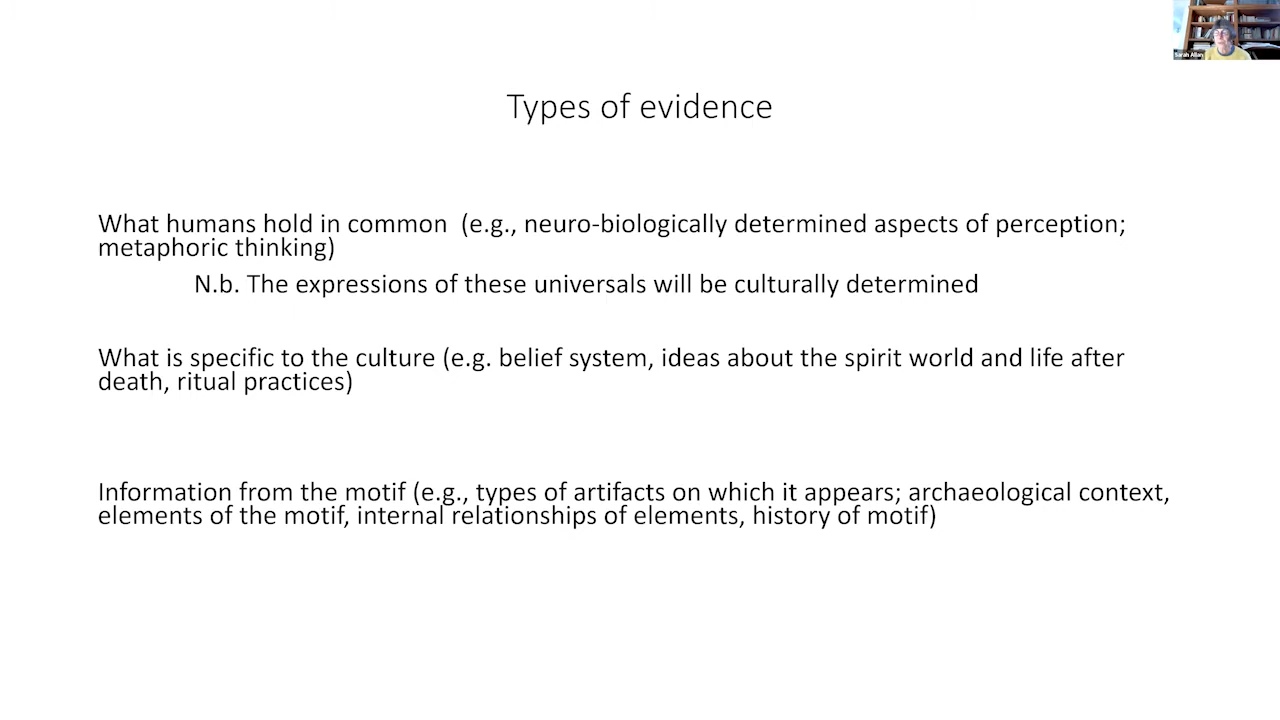 Sarah Allan
Types of evidence
What humans hold in common (e.g., neuro-biologically determined aspects of perception;
metaphoric thinking)
N.b. The expressions of these universals will be culturally determined
What is specific to the culture (e.g. belief system, ideas about the spirit world and life after
death, ritual practices)
Information from the motif (e.g., types of artifacts on which it appears; archaeological context,
elements of the motif, internal relationships of elements, history of motif)